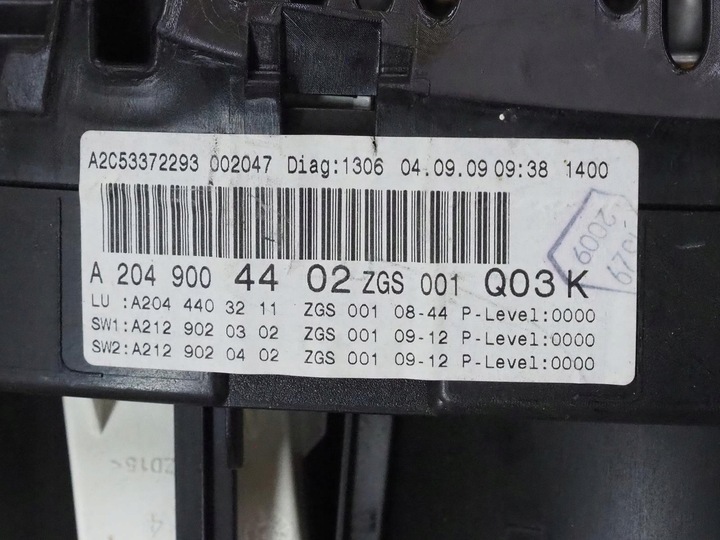 A2C53372293 002047 Diag:1306 04.09.09 09:38 1400
A 204 900 44 02 ZGS 001 Q03 K
LU :A204 440 3211 ZGS 001 08-44 P-Level:0000
SW1:A212 902 03 02 ZGS 001 09-12 P-Level:0000
SW2:A212 902 04 02 ZGS 001 09-12 P-Level:0000
2009